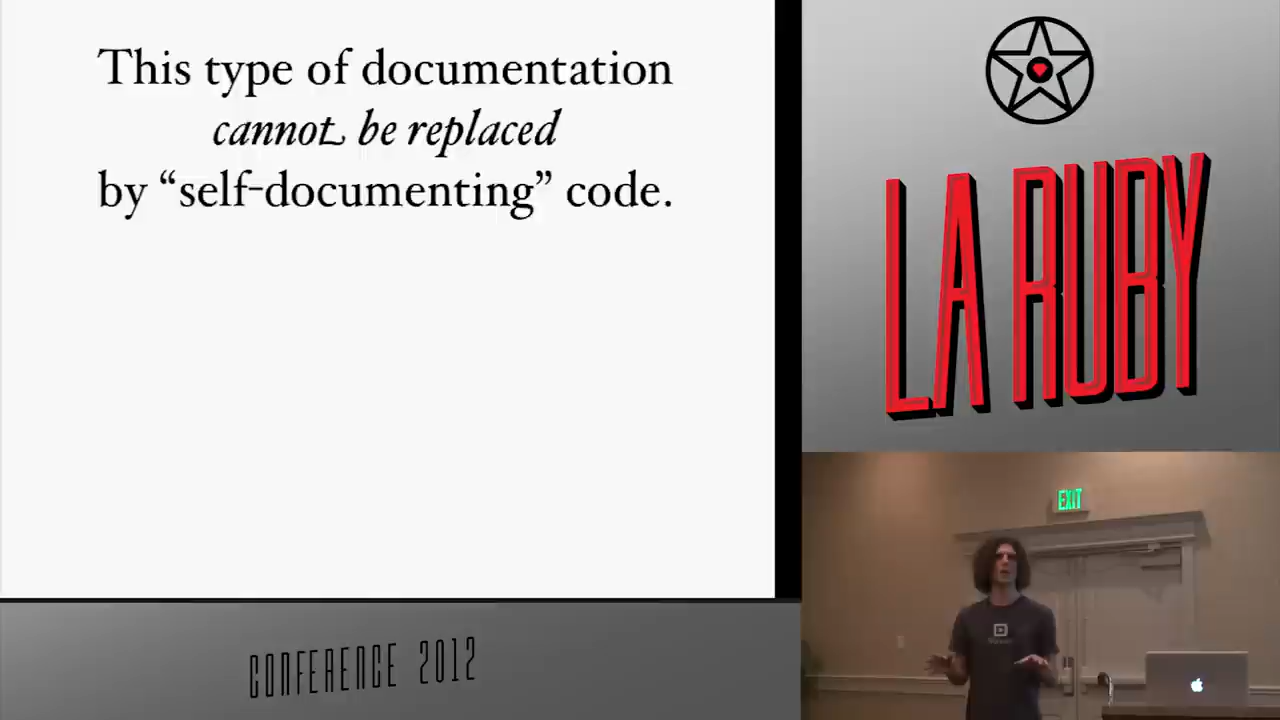 This type of documentation
cannot be replaced
by “self-documenting” code.
LA RUBY
EXIT
CONFERENCE 2012